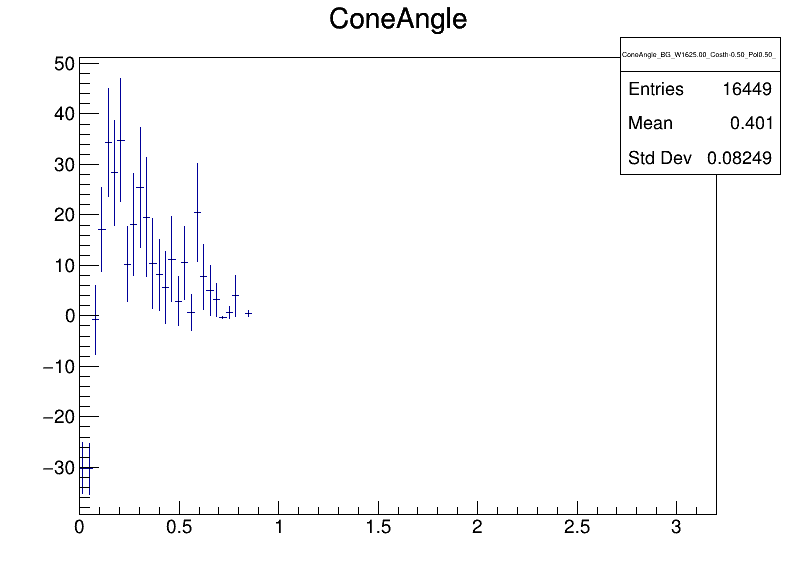 ConeAngle
ConeAngle_BG_W1625.00_Costh-0.50_Pol0.50_
Entries 16449
Mean 0.401
Std Dev 0.08249
50
40
30
20
10
0
−10
−20
−30
0 0.5 1 1.5 2 2.5 3